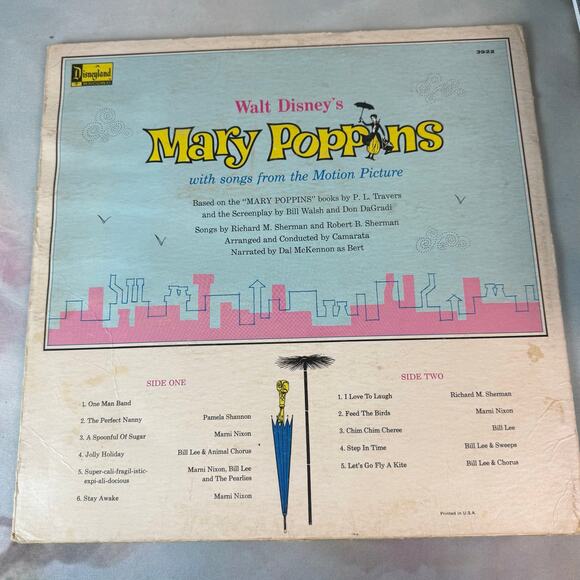 Disneyland
3922
Walt Disney's
Mary Poppins
with songs from the Motion Picture
Based on the "MARY POPPINS" books by P. L. Travers
and the Screenplay by Bill Walsh and Don DaGradi
Songs by Richard M. Sherman and Robert B. Sherman
Arranged and Conducted by Camarata
Narrated by Dal McKennon as Bert
SIDE ONE
1. One Man Band
2. The Perfect Nanny Pamela Shannon
3. A Spoonful Of Sugar Marni Nixon
4. Jolly Holiday Bill Lee & Animal Chorus
5. Super-cali-fragil-istic- Marni Nixon, Bill Lee
expi-ali-docious and The Pearlies
6. Stay Awake Marni Nixon
SIDE TWO
1. I Love To Laugh Richard M. Sherman
2. Feed The Birds Marni Nixon
3. Chim Chim Cheree Bill Lee
4. Step In Time Bill Lee & Sweeps
5. Let's Go Fly A Kite Bill Lee & Chorus
Printed in U.S.A.